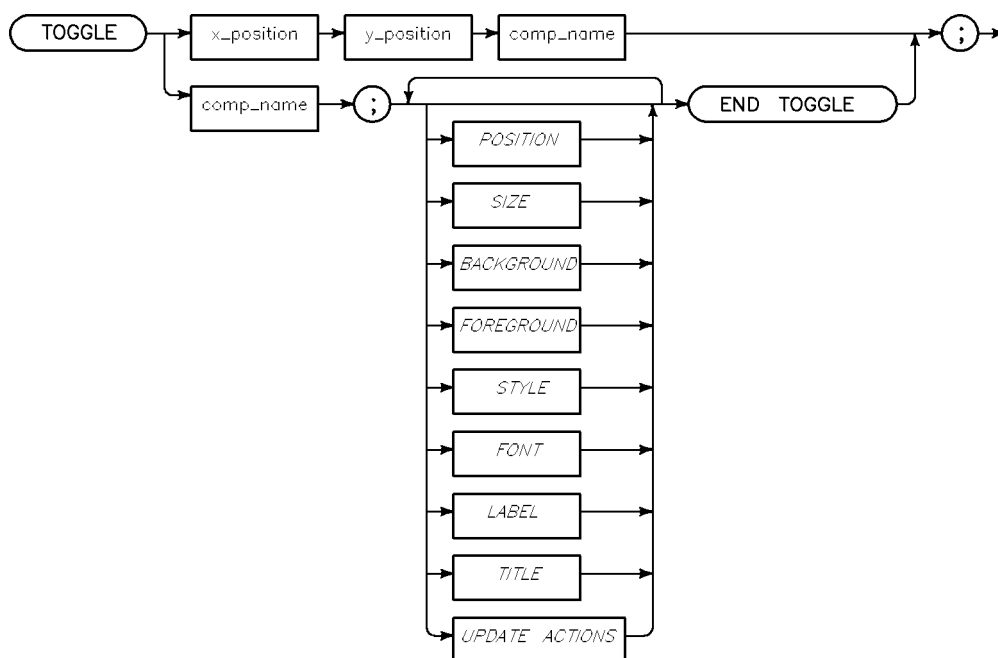 TOGGLE x_position y_position comp_name ;
comp_name ; END TOGGLE
POSITION
SIZE
BACKGROUND
FOREGROUND
STYLE
FONT
LABEL
TITLE
UPDATE ACTIONS